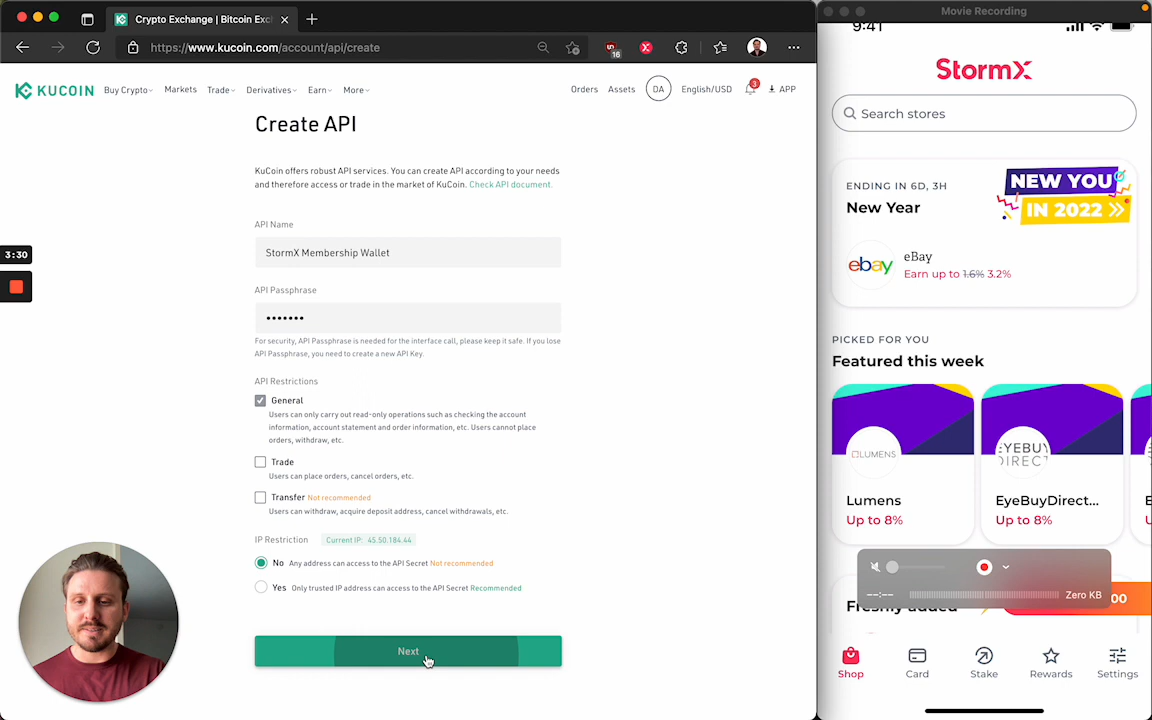 Crypto Exchange | Bitcoin Exc
https://www.kucoin.com/account/api/create
16
KUCOIN
Buy Crypto
Markets
Trade
Derivatives
Earn
More
Orders
Assets
DA
English/USD
3
APP
Create API
KuCoin offers robust API services. You can create API according to your needs
and therefore access or trade in the market of KuCoin. Check API document.
API Name
StormX Membership Wallet
API Passphrase
•••••••
For security, API Passphrase is needed for the interface call, please keep it safe. If you lose
API Passphrase, you need to create a new API Key.
API Restrictions
General
Users can only carry out read-only operations such as checking the account
information, account statement and order information, etc. Users cannot place
orders, withdraw, etc.
Trade
Users can place orders, cancel orders, etc.
Transfer Not recommended
Users can withdraw, acquire deposit address, cancel withdrawals, etc.
IP Restriction
Current IP: 45.50.184.44
No Any address can access to the API Secret Not recommended
Yes Only trusted IP address can access to the API Secret Recommended
Next
3:30
Movie Recording
9:41
StormX
Search stores
ENDING IN 6D, 3H
New Year
NEW YOU
IN 2022 >>
ebay
eBay
Earn up to 1.6% 3.2%
PICKED FOR YOU
Featured this week
LUMENS
EYEBUY
DIRECT
Lumens
Up to 8%
EyeBuyDirect...
Up to 8%
--:--
Zero KB
Freshly added
00
Shop
Card
Stake
Rewards
Settings